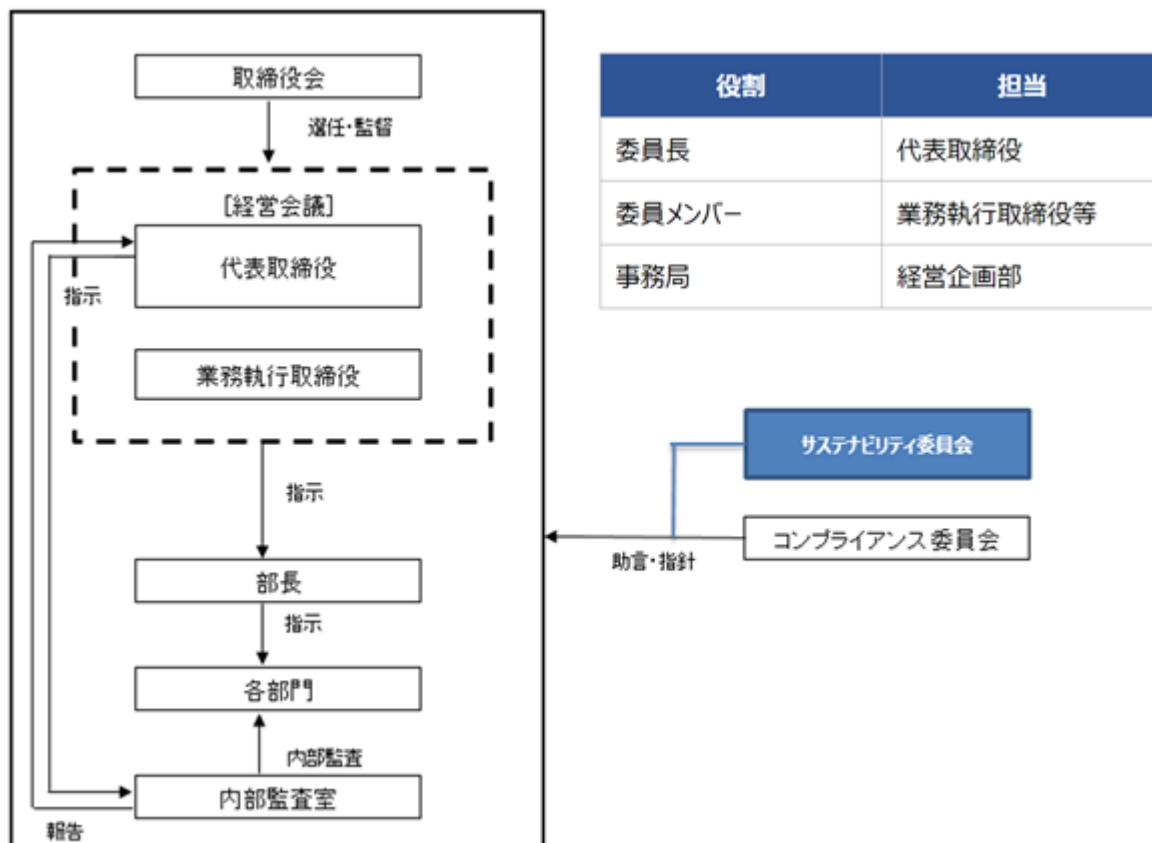 取締役会
選任・監督
[経営会議]
代表取締役
指示
業務執行取締役
指示
部長
指示
各部門
内部監査
内部監査室
報告
役割 担当
委員長 代表取締役
委員メンバー 業務執行取締役等
事務局 経営企画部
サステナビリティ委員会
コンプライアンス委員会
助言・指針